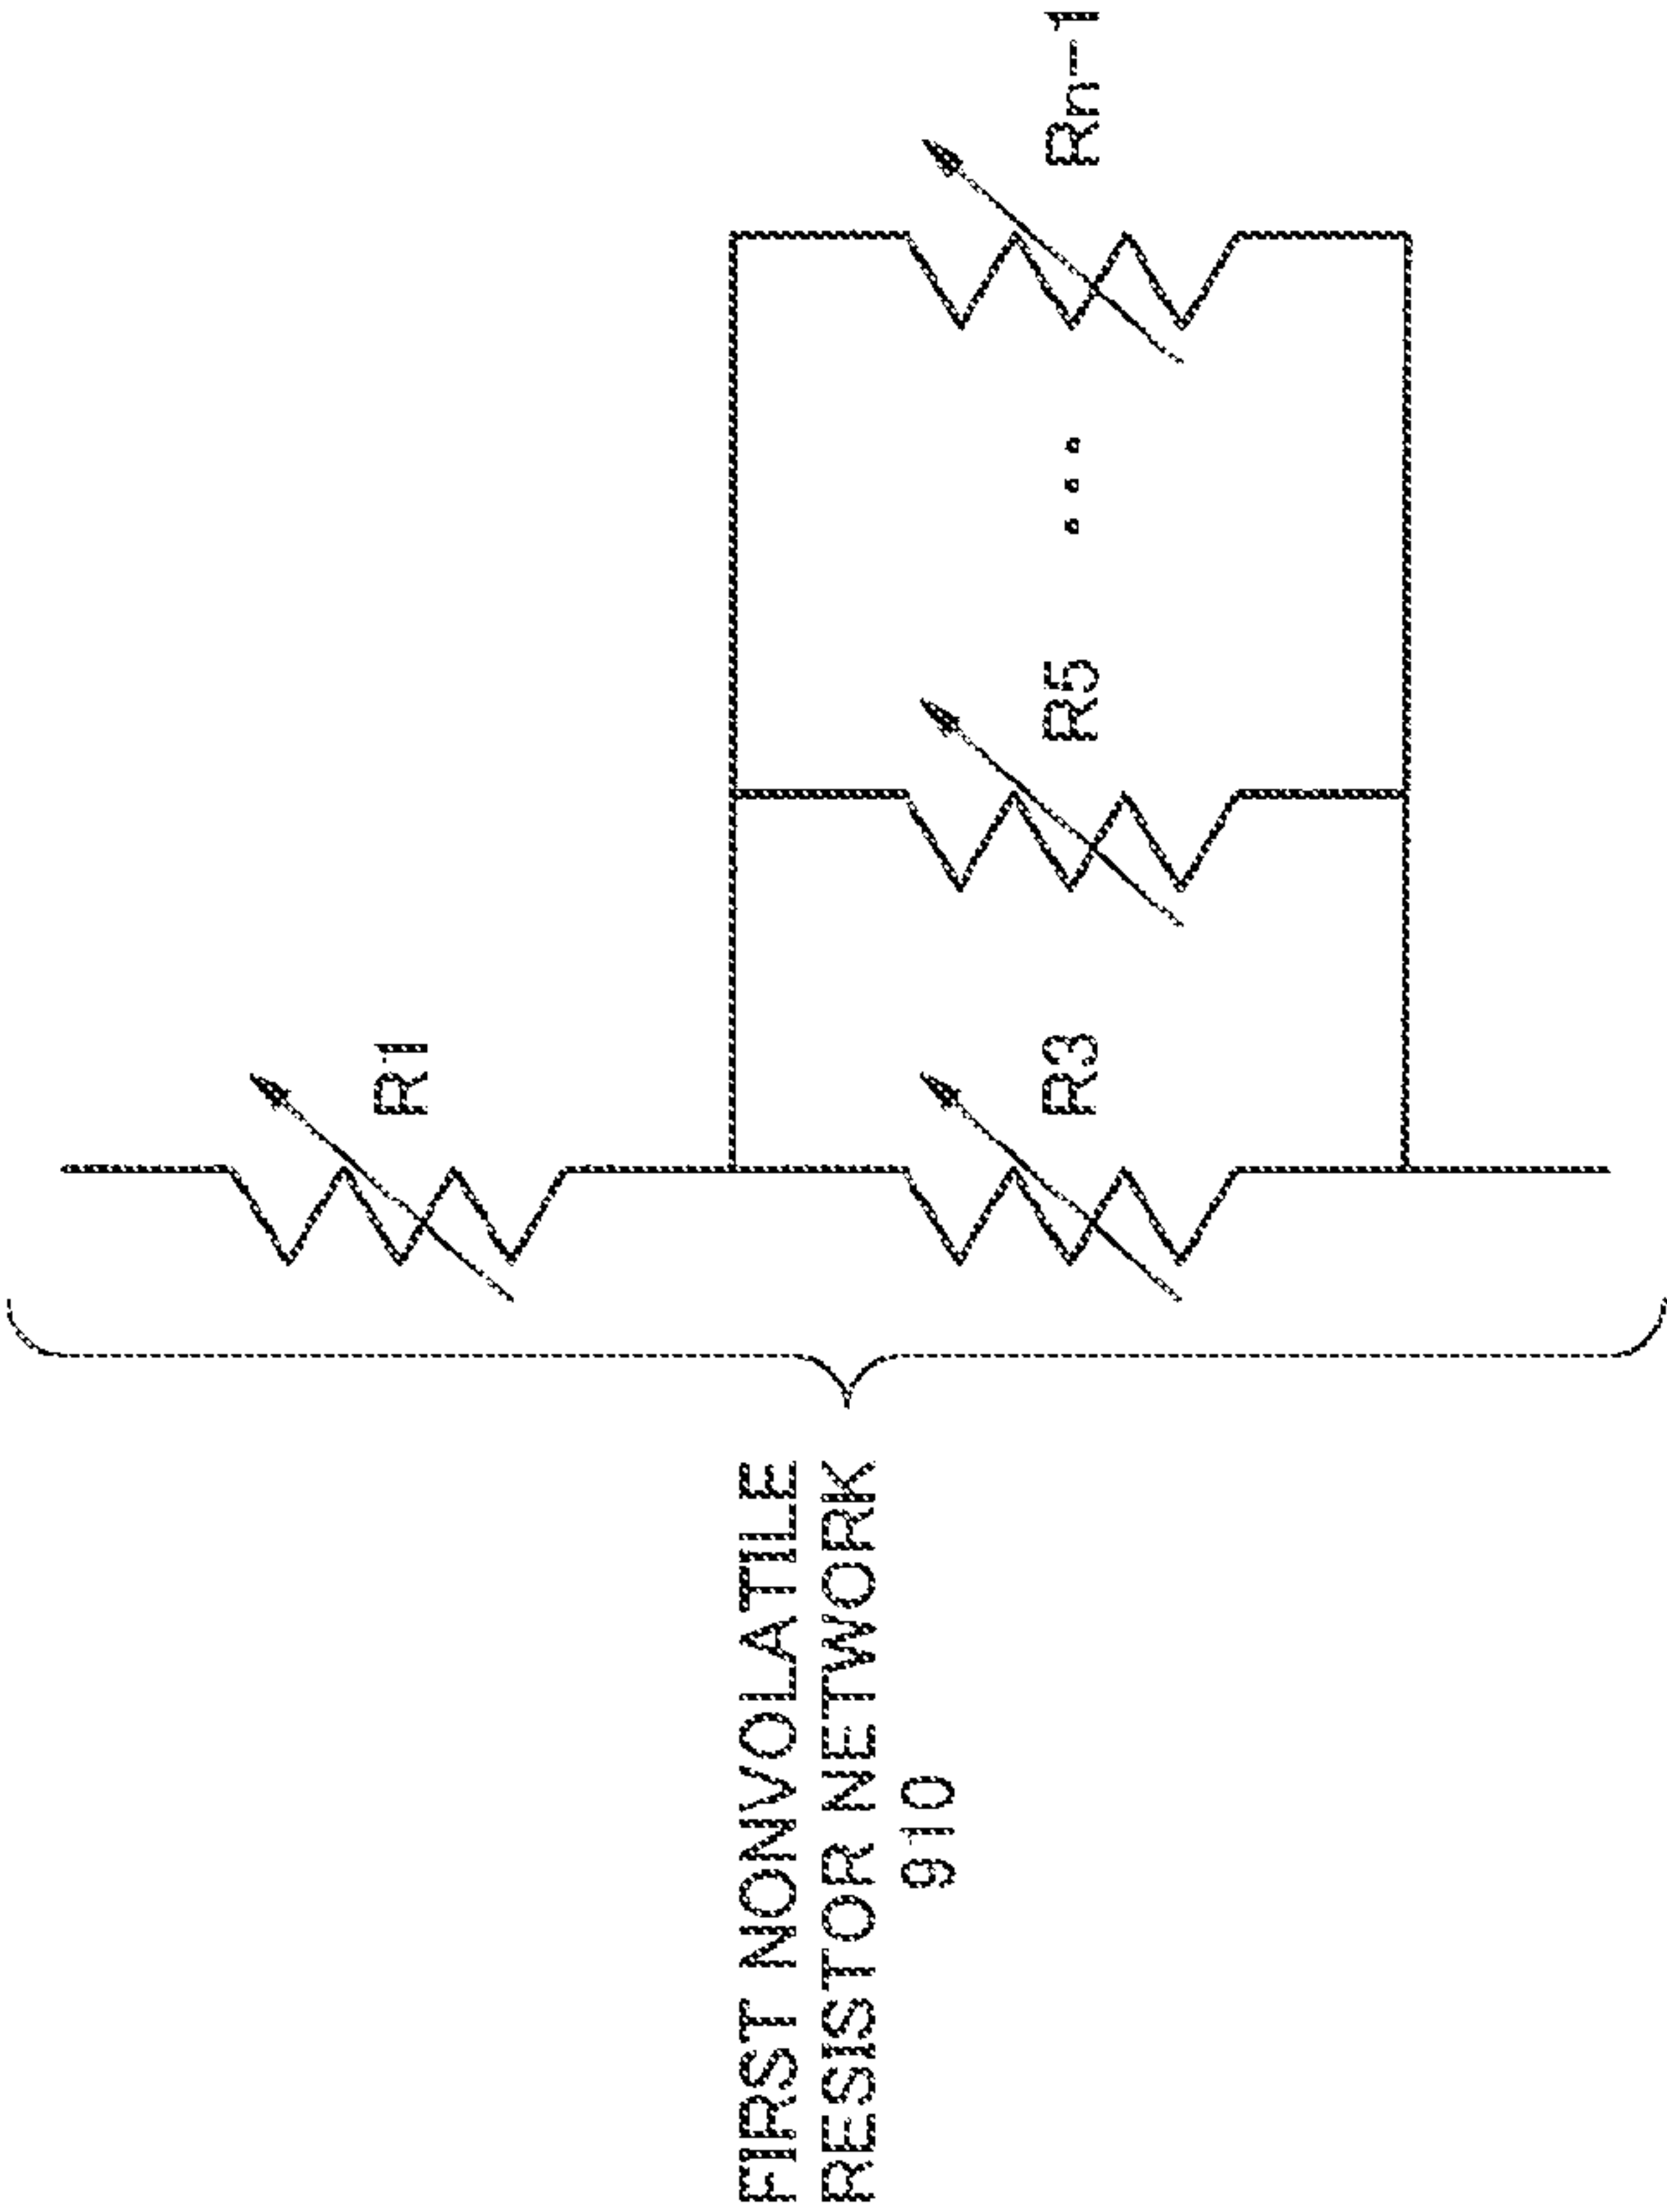 FIRST NONVOLATILE
RESISTOR NETWORK
910
R1
R3
R5
...
Rn-1